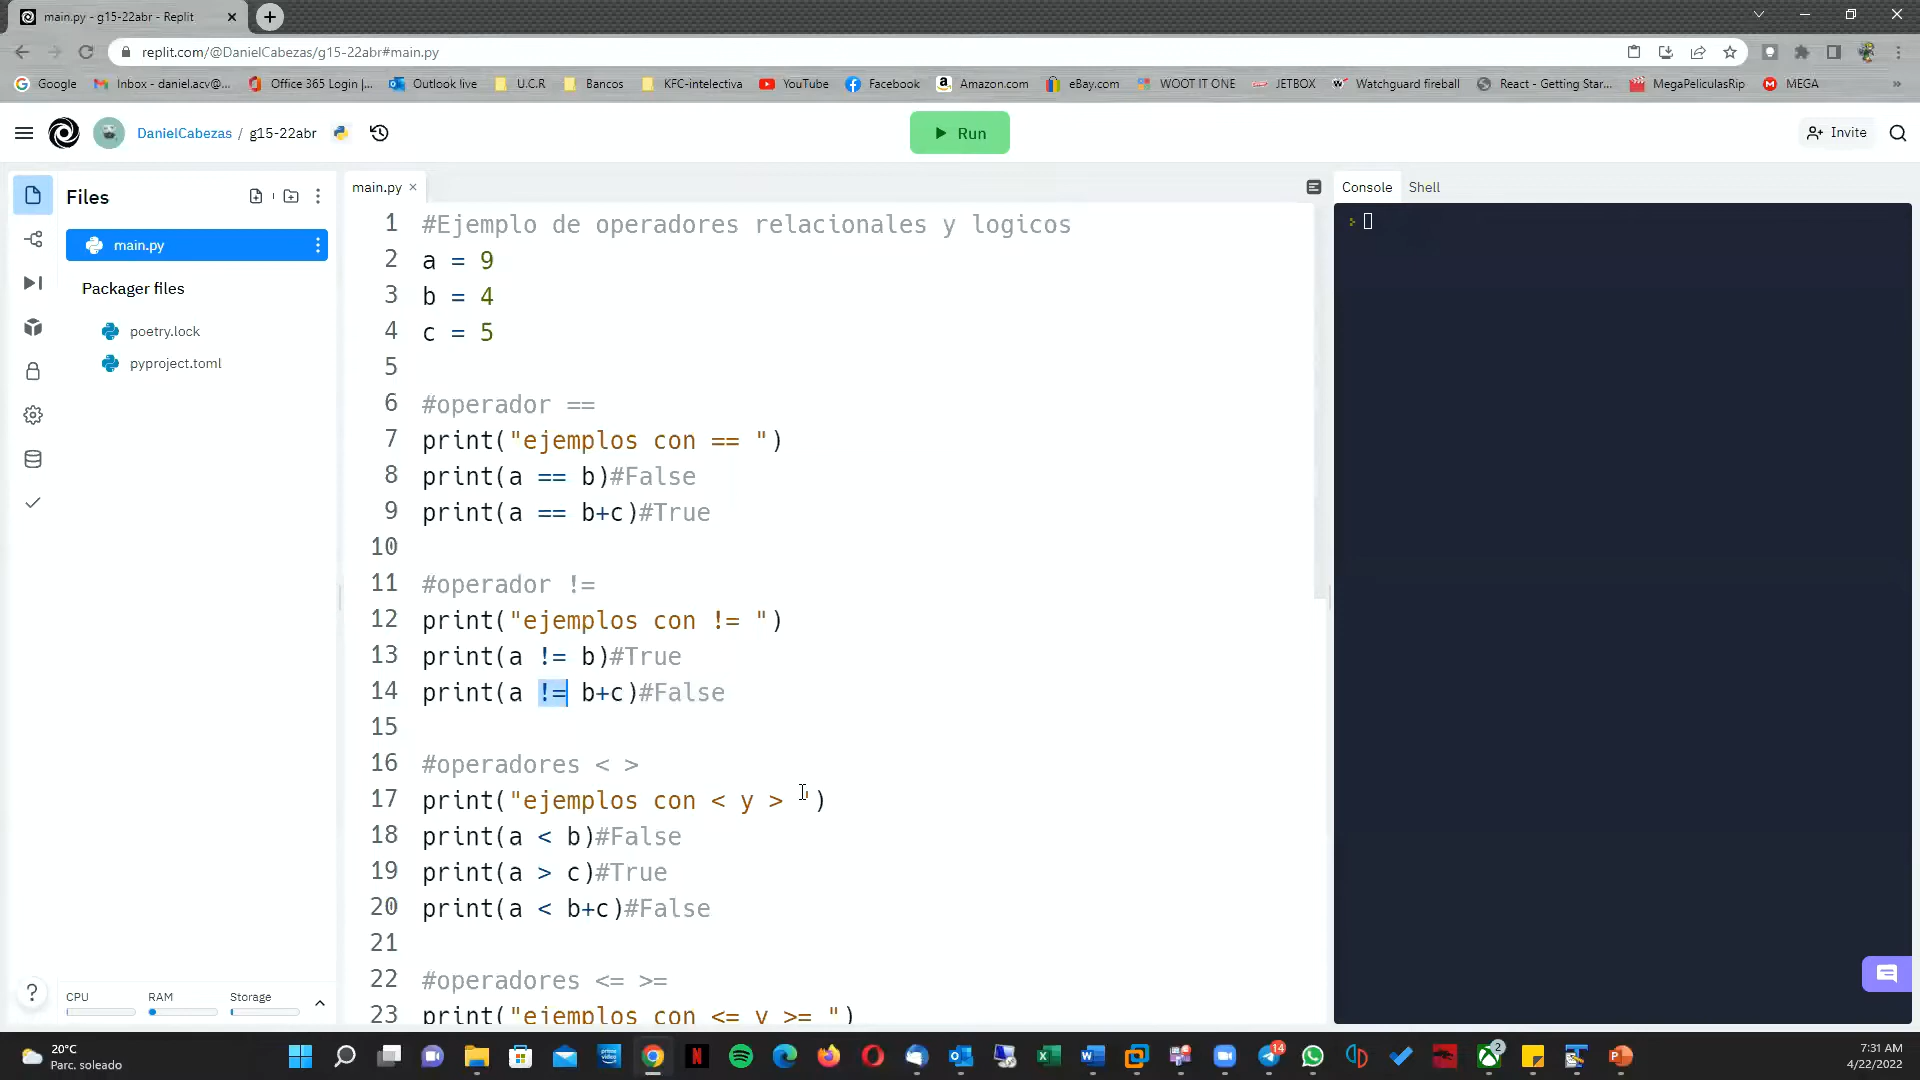 main.py - g15-22abr - Replit
replit.com/@DanielCabezas/g15-22abr#main.py
Google Inbox - daniel.acv@... Office 365 Login |... Outlook live U.C.R Bancos KFC-intelectiva YouTube Facebook Amazon.com eBay.com WOOT IT ONE JETBOX Watchguard fireball React - Getting Star... MegaPeliculasRip MEGA »
DanielCabezas / g15-22abr
Run
Invite
Files
main.py
Packager files
poetry.lock
pyproject.toml
CPU RAM Storage
main.py
1 #Ejemplo de operadores relacionales y logicos
2 a = 9
3 b = 4
4 c = 5
5
6 #operador ==
7 print("ejemplos con == ")
8 print(a == b)#False
9 print(a == b+c)#True
10
11 #operador !=
12 print("ejemplos con != ")
13 print(a != b)#True
14 print(a != b+c)#False
15
16 #operadores < >
17 print("ejemplos con < y > ")
18 print(a < b)#False
19 print(a > c)#True
20 print(a < b+c)#False
21
22 #operadores <= >=
23 print("ejemplos con <= y >= ")
Console Shell
20°C
Parc. soleado
14
2
7:31 AM
4/22/2022